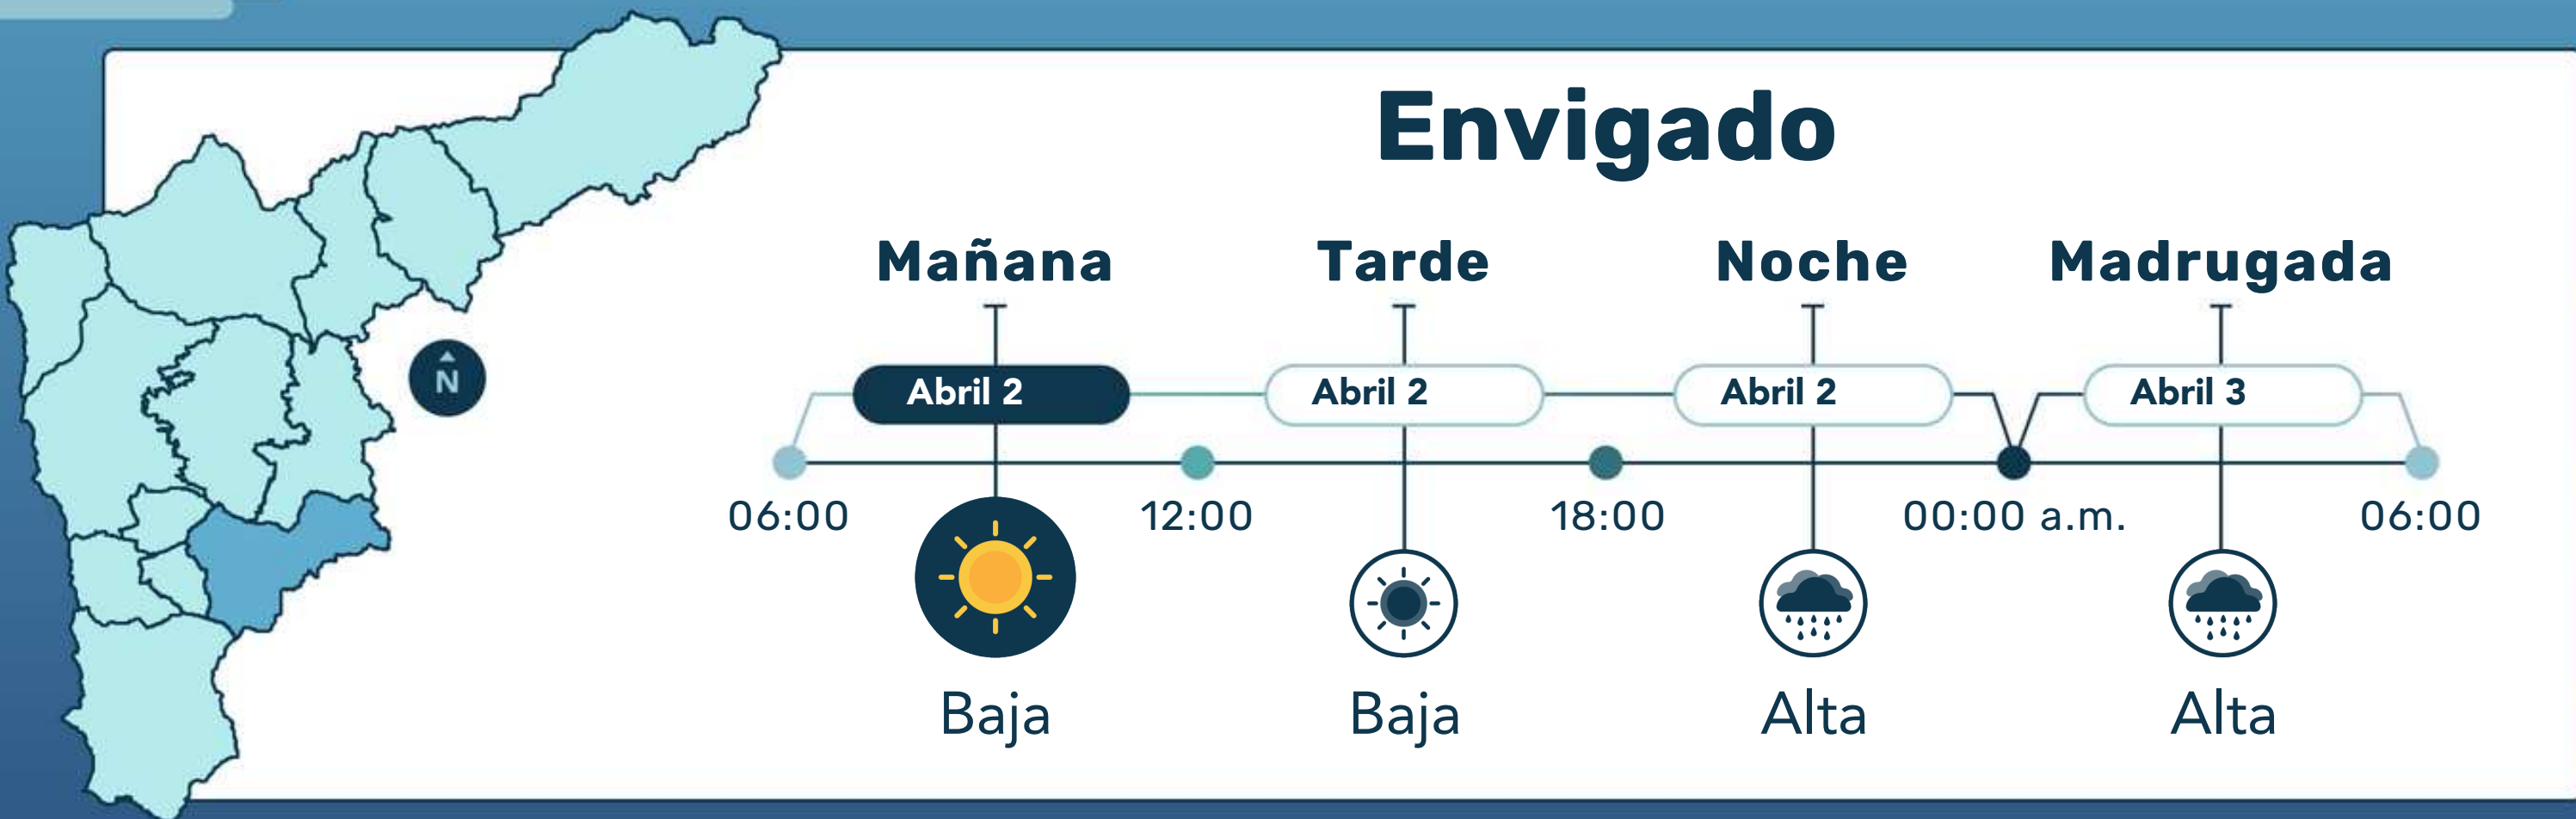 Envigado
Mañana Tarde Noche Madrugada
Abril 2 Abril 2 Abril 2 Abril 3
N
06:00 12:00 18:00 00:00 a.m. 06:00
Baja Baja Alta Alta